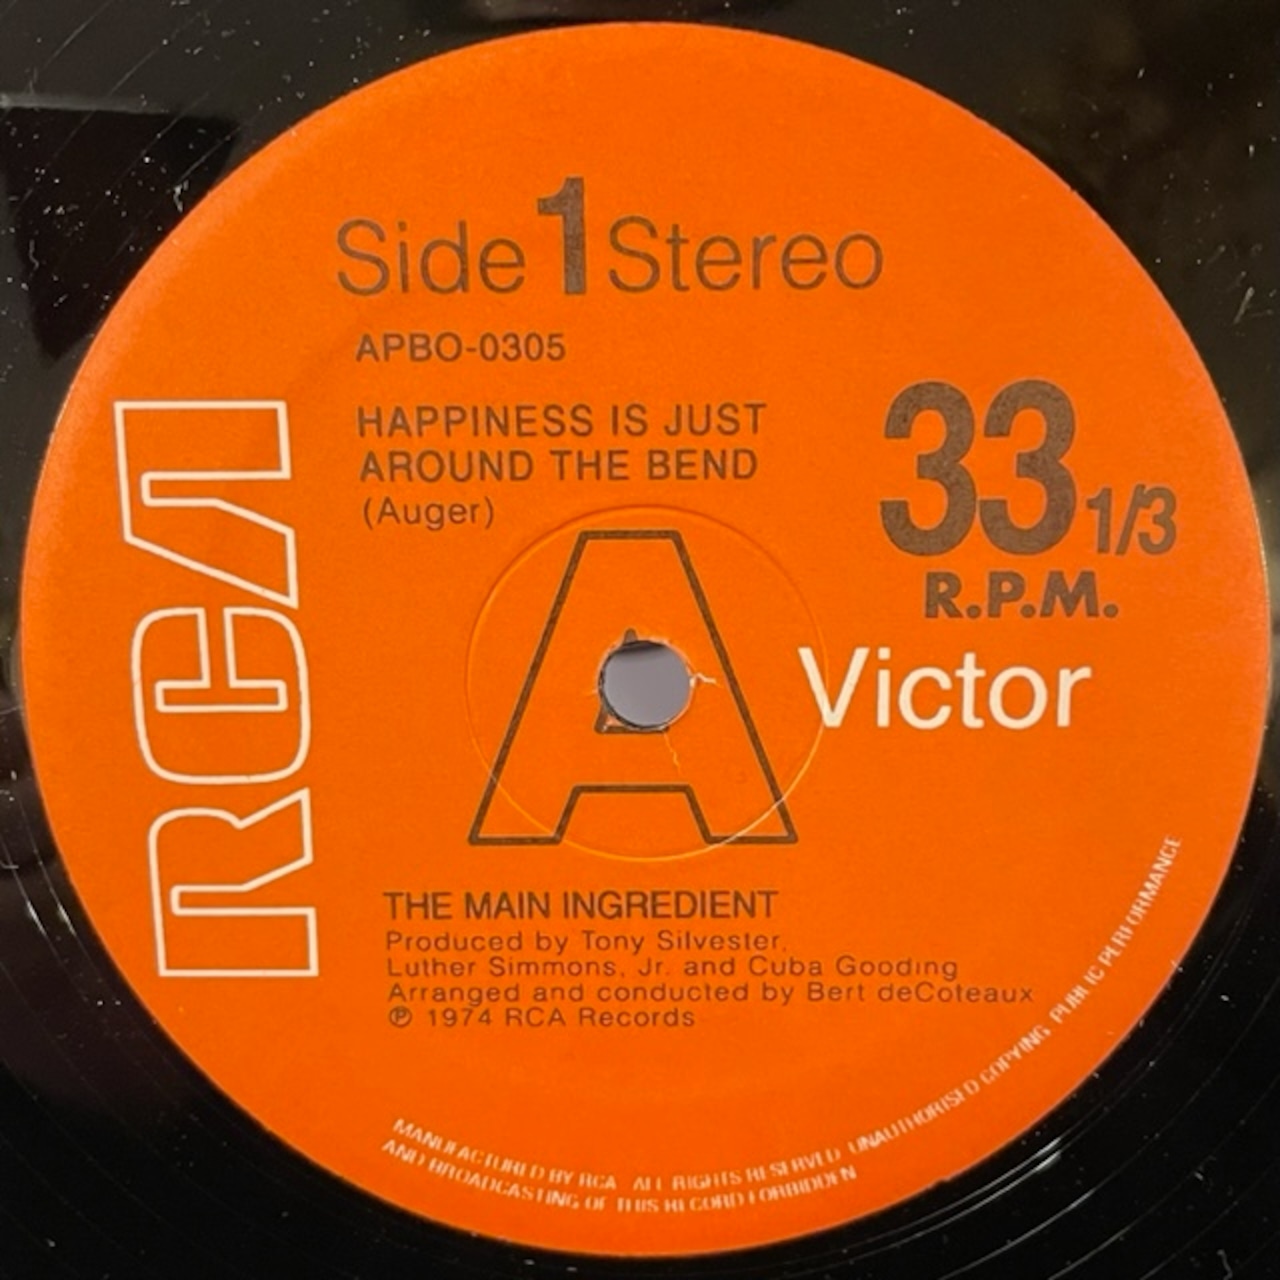 Side 1 Stereo
APBO-0305
HAPPINESS IS JUST
AROUND THE BEND
(Auger)
33 1/3
R.P.M.
RCA
A
Victor
THE MAIN INGREDIENT
Produced by Tony Silvester,
Luther Simmons, Jr. and Cuba Gooding
Arranged and conducted by Bert deCoteaux
℗ 1974 RCA Records
MANUFACTURED BY RCA ALL RIGHTS RESERVED UNAUTHORISED COPYING PUBLIC PERFORMANCE
AND BROADCASTING OF THIS RECORD FORBIDDEN